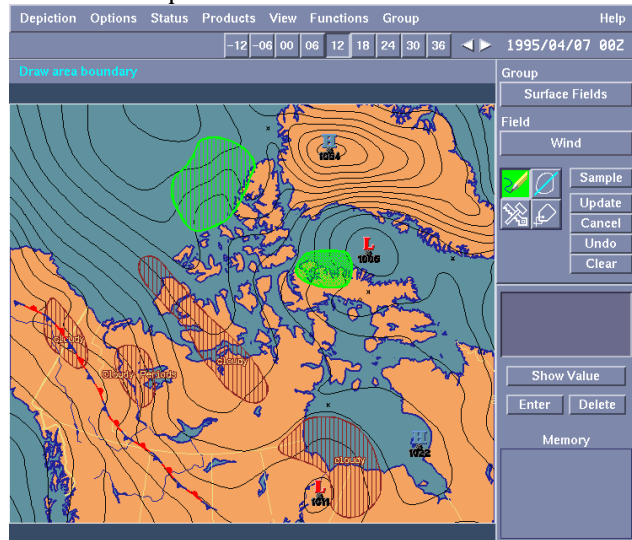 Depiction Options Status Products View Functions Group Help
-12 -06 00 06 12 18 24 30 36 1995/04/07 00Z
Draw area boundary
Group
Surface Fields
Field
Wind
Sample
Update
Cancel
Undo
Clear
H
1034
L
1006
cloudy
cloudy Periods
cloudy
cloudy
H
1022
L
1011
Show Value
Enter Delete
Memory